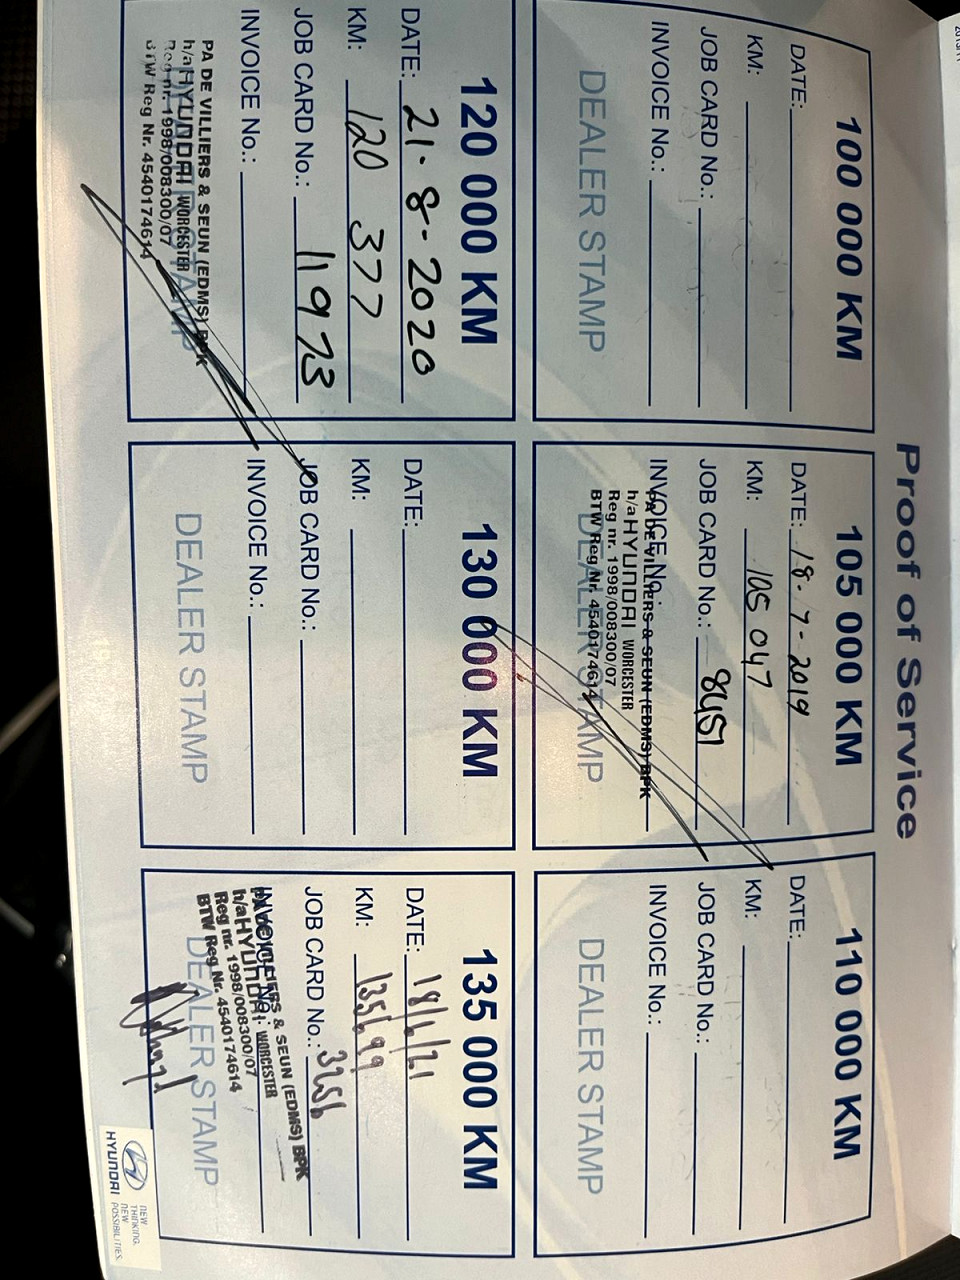 Proof of Service
100 000 KM
DATE:
KM:
JOB CARD No.:
INVOICE No.:
DEALER STAMP
105 000 KM
DATE: 18-7-2019
KM: 105 047
JOB CARD No.: 8451
INVOICE No.:
DEALER STAMP
PA DE VILLIERS & SEUN (EDMS) BPK
h/a HYUNDAI WORCESTER
Reg nr. 1998/008300/07
BTW Reg Nr. 4540174614
110 000 KM
DATE:
KM:
JOB CARD No.:
INVOICE No.:
DEALER STAMP
120 000 KM
DATE: 21-8-2020
KM: 120 377
JOB CARD No.: 11973
INVOICE No.:
DEALER STAMP
PA DE VILLIERS & SEUN (EDMS) BPK
h/a HYUNDAI WORCESTER
Reg nr. 1998/008300/07
BTW Reg Nr. 4540174614
130 000 KM
DATE:
KM:
JOB CARD No.:
INVOICE No.:
DEALER STAMP
135 000 KM
DATE: 18/6/21
KM: 135699
JOB CARD No.: 3256
INVOICE No.:
DEALER STAMP
PA DE VILLIERS & SEUN (EDMS) BPK
h/a HYUNDAI WORCESTER
Reg nr. 1998/008300/07
BTW Reg Nr. 4540174614
HYUNDAI
NEW
THINKING.
NEW
POSSIBILITIES.